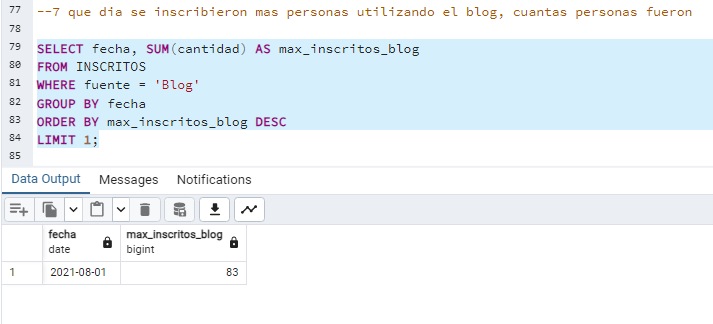 77 --7 que dia se inscribieron mas personas utilizando el blog, cuantas personas fueron
78
79 SELECT fecha, SUM(cantidad) AS max_inscritos_blog
80 FROM INSCRITOS
81 WHERE fuente = 'Blog'
82 GROUP BY fecha
83 ORDER BY max_inscritos_blog DESC
84 LIMIT 1;
85
Data Output Messages Notifications
fecha max_inscritos_blog
date bigint
1 2021-08-01 83